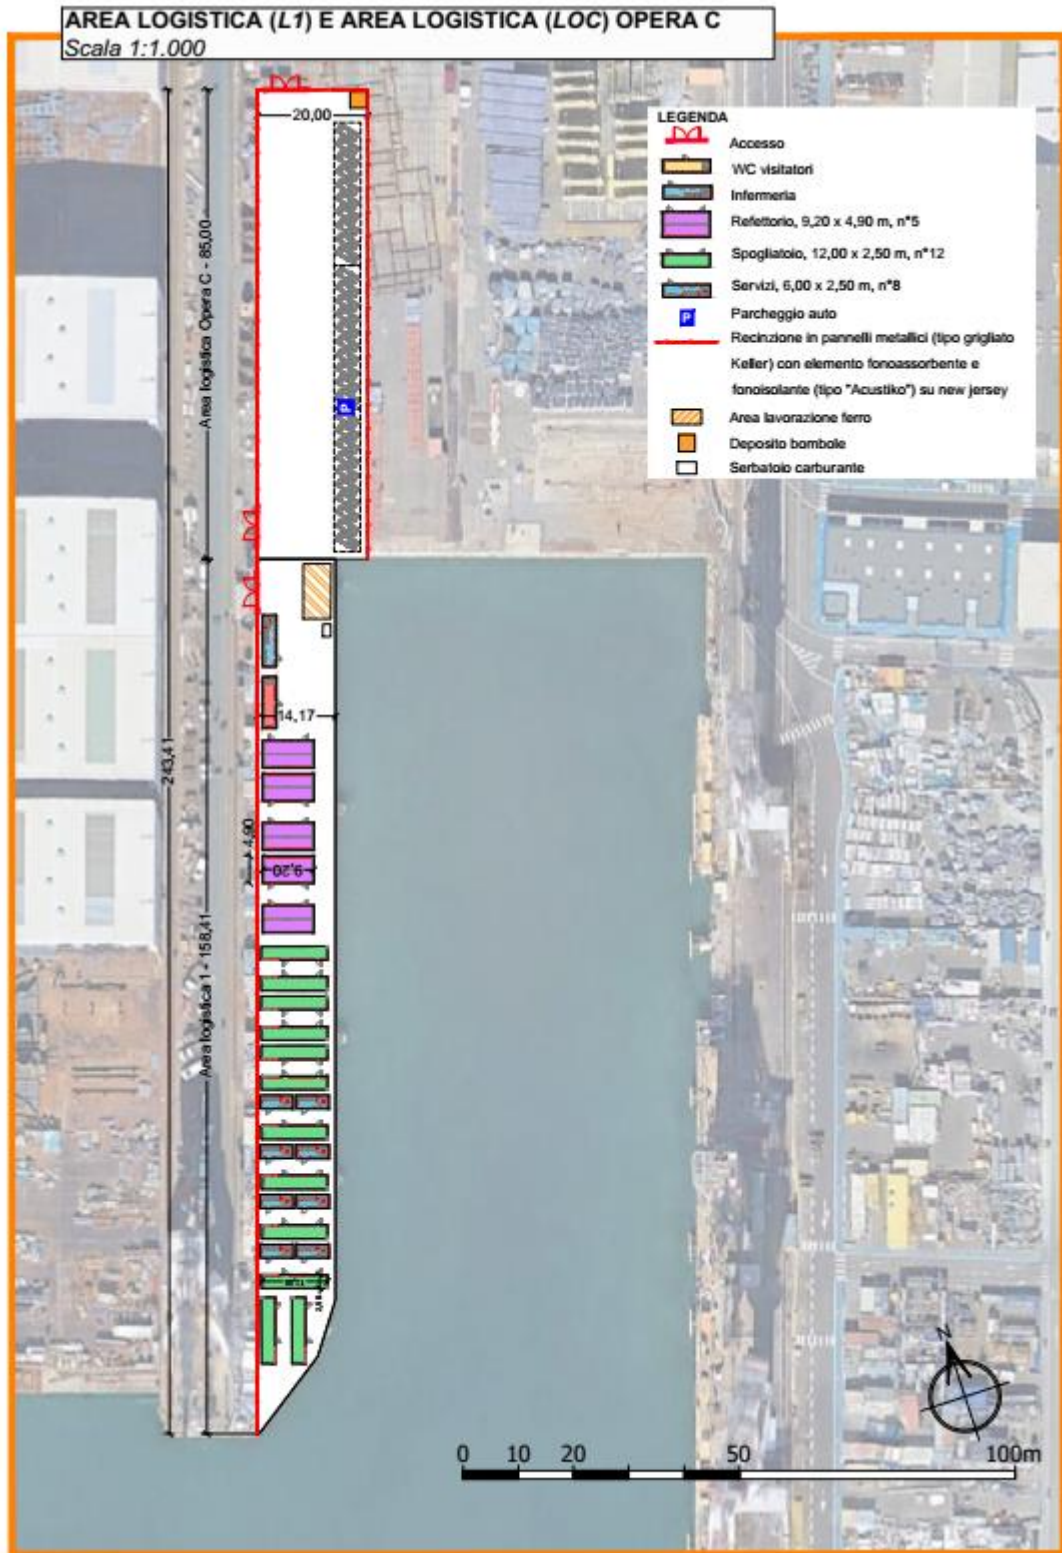 AREA LOGISTICA (L1) E AREA LOGISTICA (LOC) OPERA C
Scala 1:1.000
20,00
LEGENDA
Accesso
WC visitatori
Infermeria
Refettorio, 9,20 x 4,90 m, n°5
Spogliatoio, 12,00 x 2,50 m, n°12
Servizi, 6,00 x 2,50 m, n°8
P
Parcheggio auto
Recinzione in pannelli metallici (tipo grigliato
Keller) con elemento fonoassorbente e
fonoisolante (tipo "Acustiko") su new jersey
Area lavorazione ferro
Deposito bombole
Serbatoio carburante
Area logistica Opera C - 85,00
P
14,17
243,41
4,90
9,20
Area logistica 1 - 158,41
N
0 10 20 50 100m